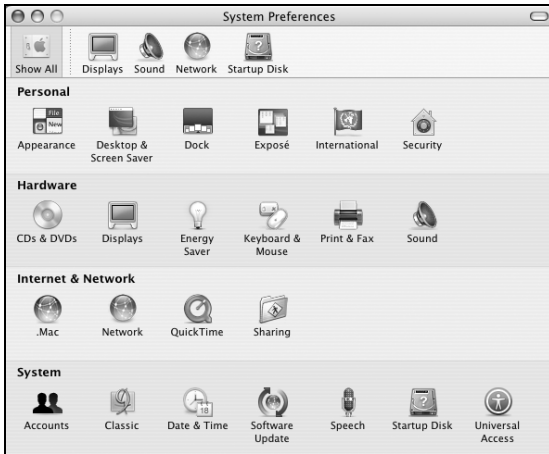 System Preferences
Show All Displays Sound Network Startup Disk
Personal
File
New
Appearance Desktop & Screen Saver Dock Exposé International Security
Hardware
CDs & DVDs Displays Energy Saver Keyboard & Mouse Print & Fax Sound
Internet & Network
.Mac Network QuickTime Sharing
System
18
Accounts Classic Date & Time Software Update Speech Startup Disk Universal Access